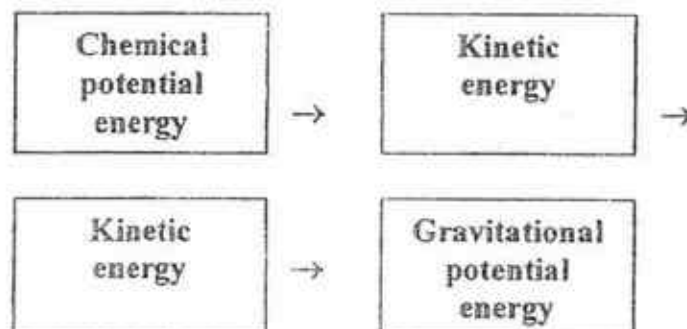 Chemical
potential
energy
→
Kinetic
energy
→
Kinetic
energy
→
Gravitational
potential
energy